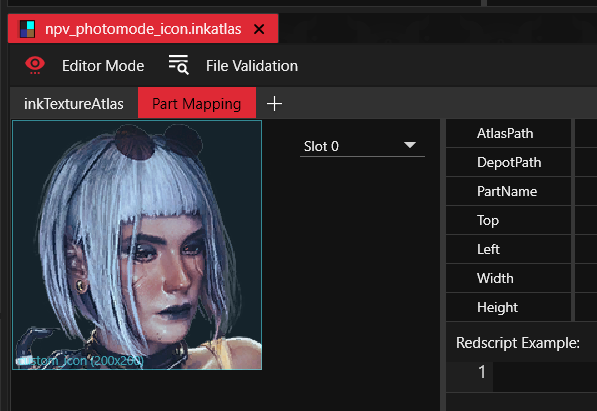 npv_photomode_icon.inkatlas
Editor Mode
File Validation
inkTextureAtlas
Part Mapping
Slot 0
AtlasPath
DepotPath
PartName
Top
Left
Width
Height
custom_icon (200x200)
Redscript Example:
1